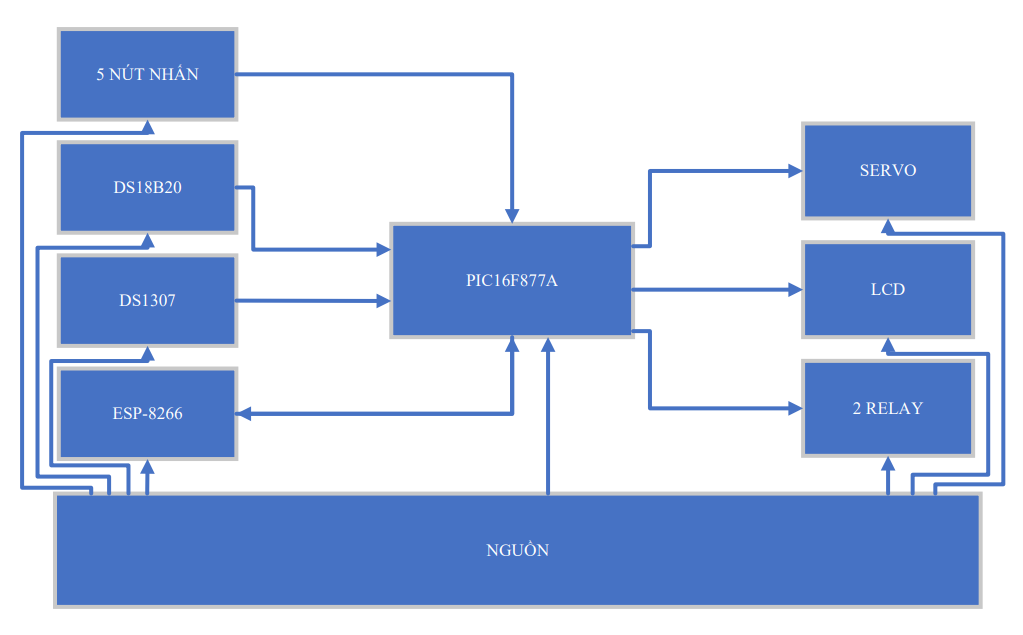 5 NÚT NHẤN
DS18B20
DS1307
ESP-8266
PIC16F877A
SERVO
LCD
2 RELAY
NGUỒN